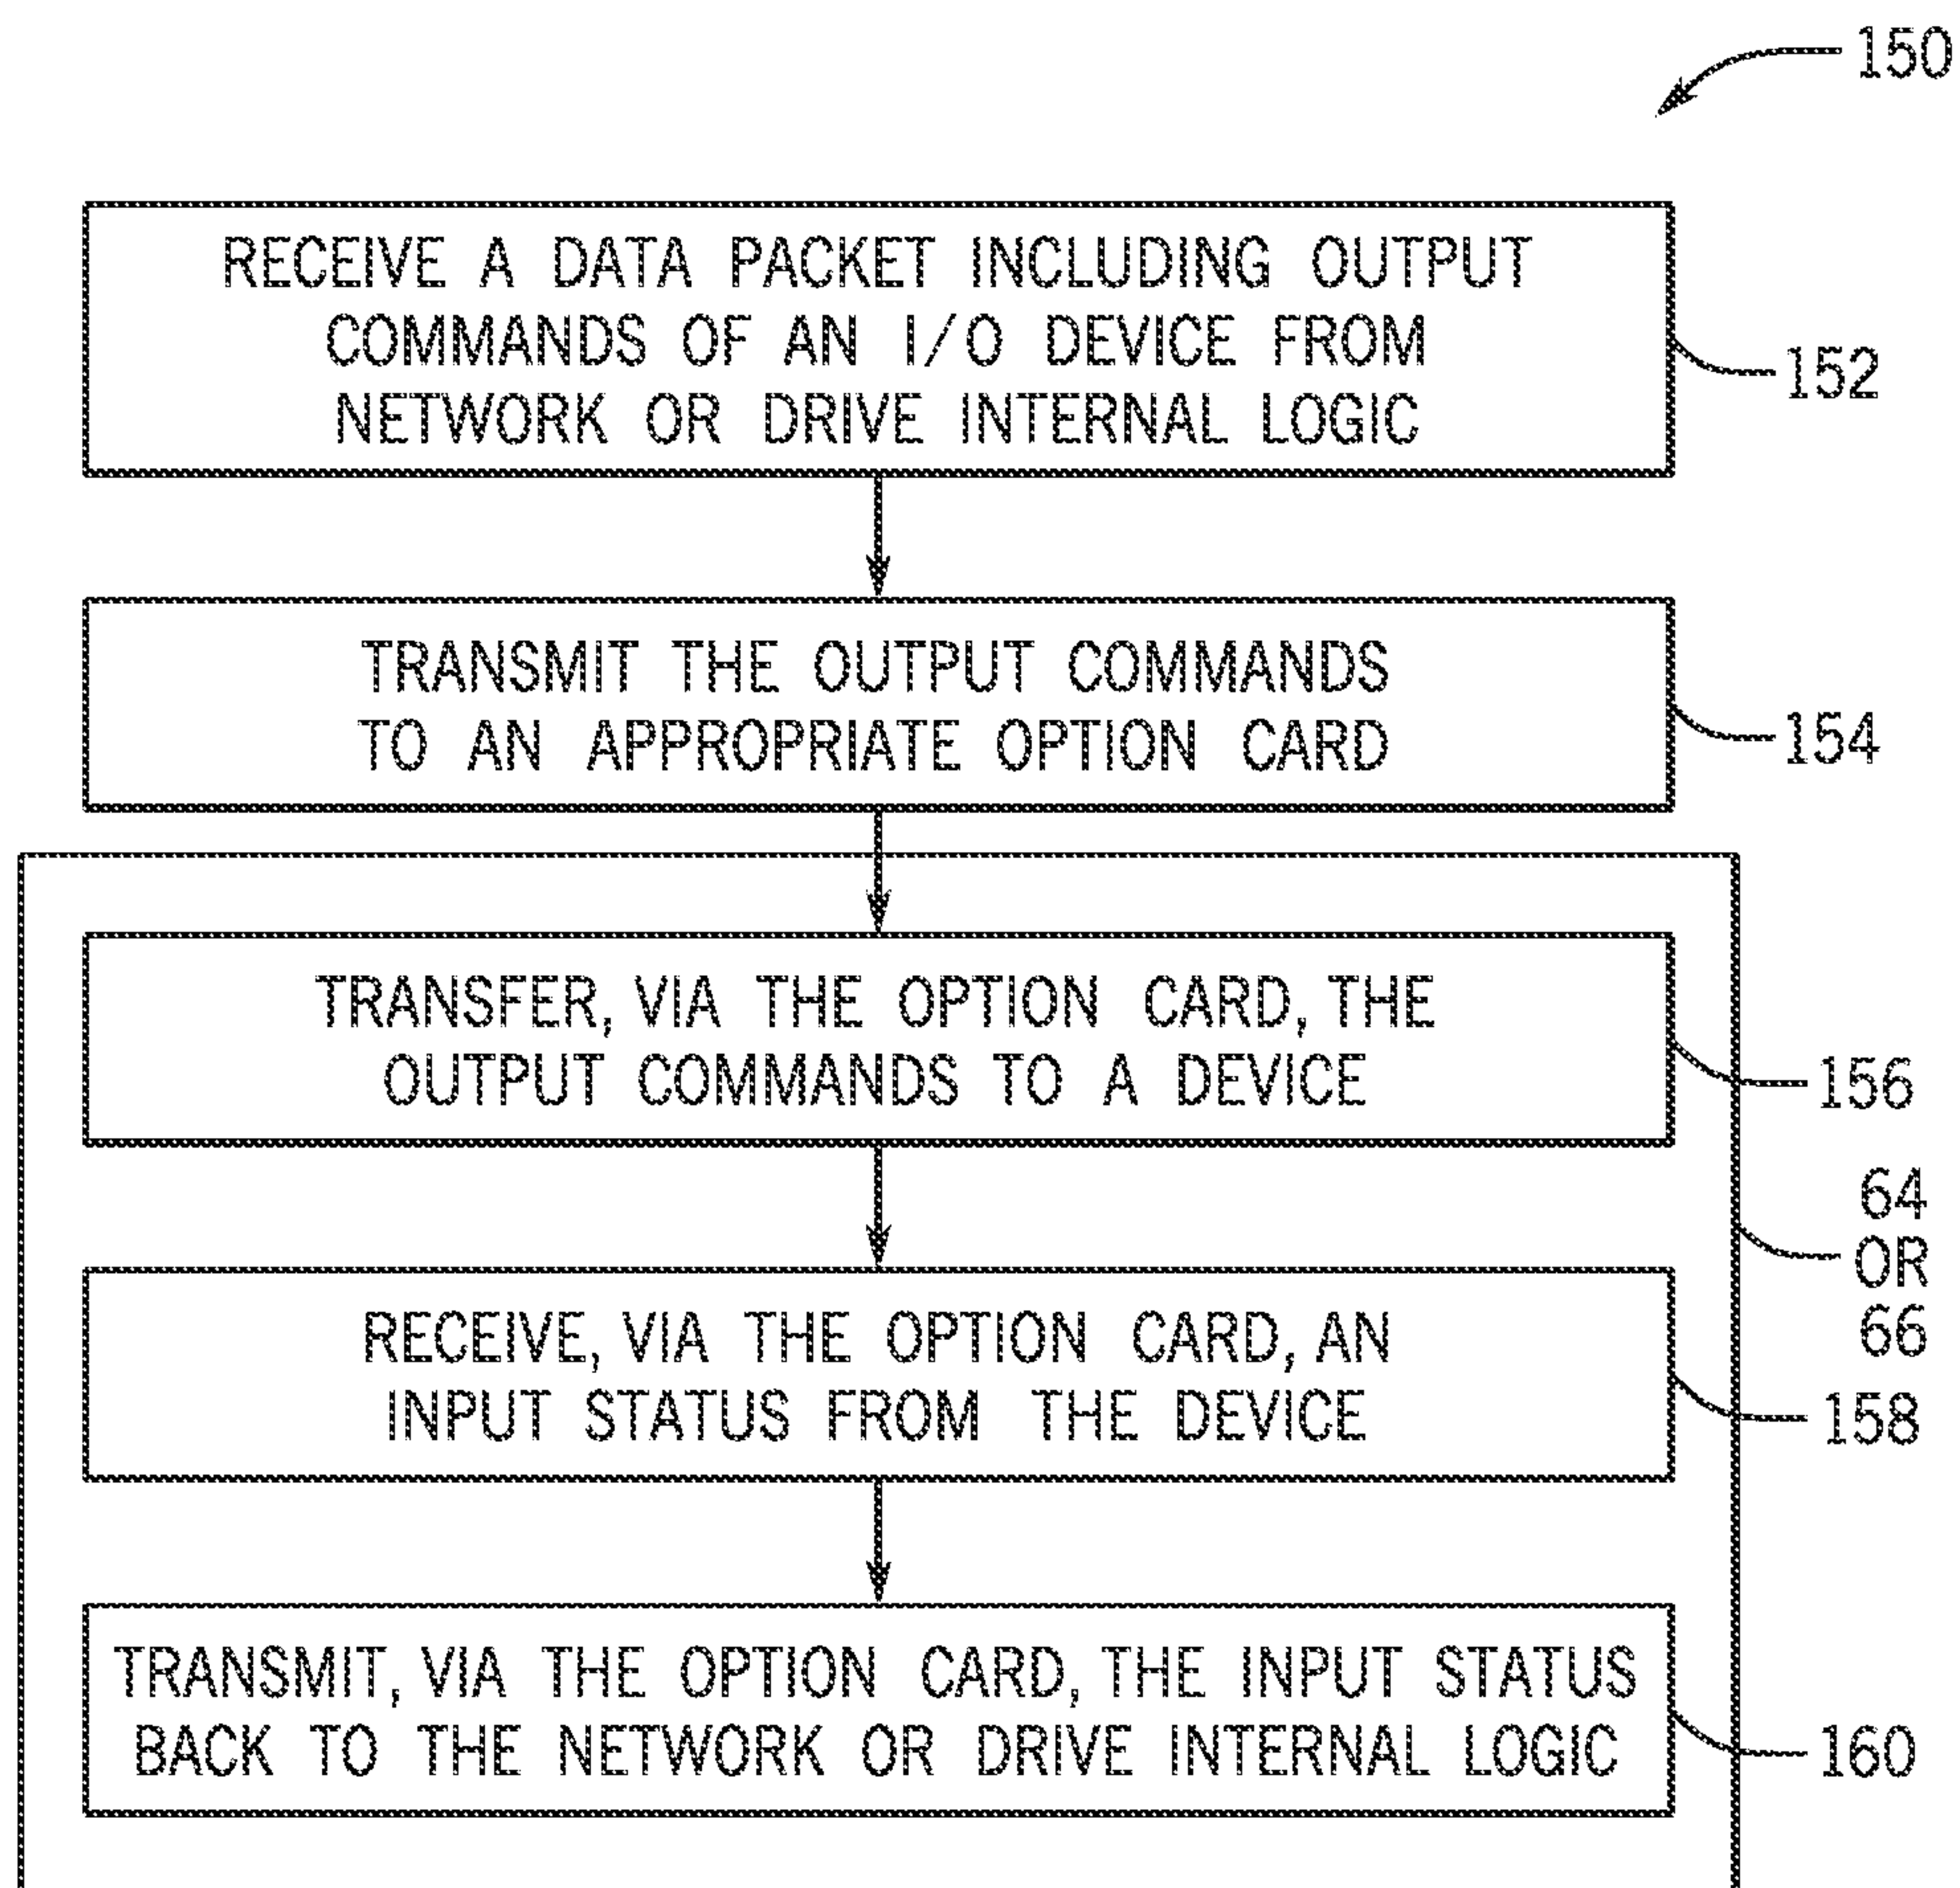 150
RECEIVE A DATA PACKET INCLUDING OUTPUT
COMMANDS OF AN I/O DEVICE FROM
NETWORK OR DRIVE INTERNAL LOGIC
152
TRANSMIT THE OUTPUT COMMANDS
TO AN APPROPRIATE OPTION CARD
154
TRANSFER, VIA THE OPTION CARD, THE
OUTPUT COMMANDS TO A DEVICE
156
64
OR
66
RECEIVE, VIA THE OPTION CARD, AN
INPUT STATUS FROM THE DEVICE
158
TRANSMIT, VIA THE OPTION CARD, THE INPUT STATUS
BACK TO THE NETWORK OR DRIVE INTERNAL LOGIC
160